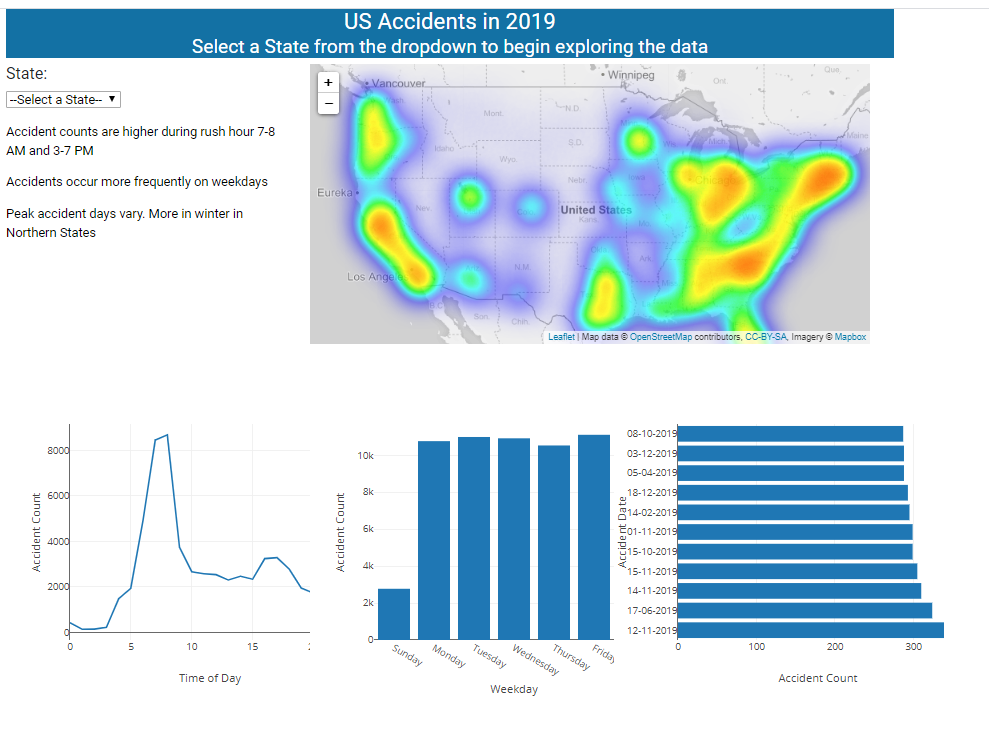 US Accidents in 2019
Select a State from the dropdown to begin exploring the data
State:
--Select a State--
Accident counts are higher during rush hour 7-8
AM and 3-7 PM
Accidents occur more frequently on weekdays
Peak accident days vary. More in winter in
Northern States
+
−
Vancouver
Winnipeg
Ont.
Que.
Mont.
N.D.
Maine
Idaho
S.D.
Mich.
Wyo.
Nebr.
Chicago
Eureka
Nev.
United States
Kans.
Los Angele
N.M.
Ark.
Son.
Chih.
Leaflet | Map data © OpenStreetMap contributors, CC-BY-SA, Imagery © Mapbox
Accident Count
8000
6000
4000
2000
0
0
5
10
15
Time of Day
Accident Count
10k
8k
6k
4k
2k
0
Sunday
Monday
Tuesday
Wednesday
Thursday
Friday
Weekday
Accident Date
08-10-2019
03-12-2019
05-04-2019
18-12-2019
14-02-2019
01-11-2019
15-10-2019
15-11-2019
14-11-2019
17-06-2019
12-11-2019
0
100
200
300
Accident Count